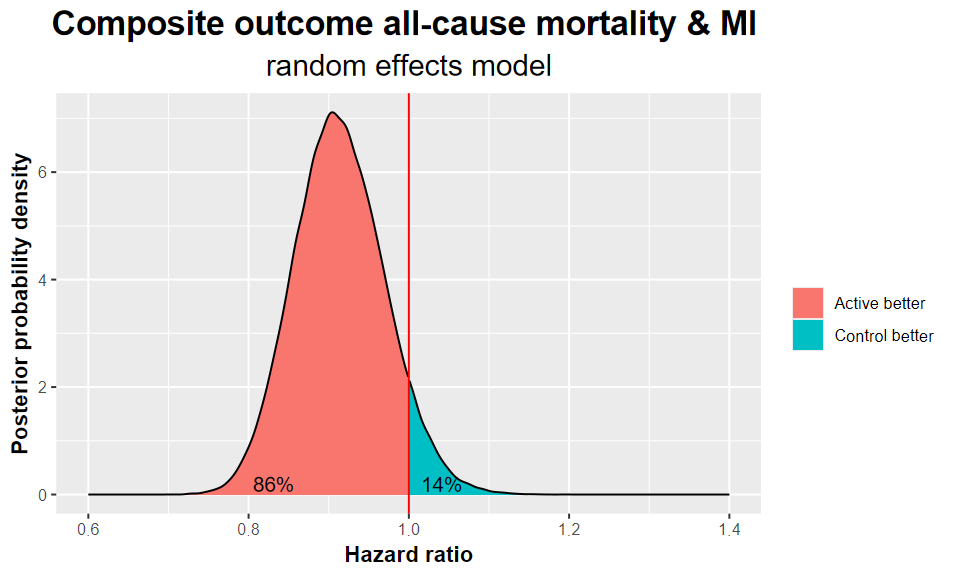 Composite outcome all-cause mortality & MI
random effects model
Posterior probability density
6
4
2
0
86%
14%
0.6
0.8
1.0
1.2
1.4
Hazard ratio
Active better
Control better